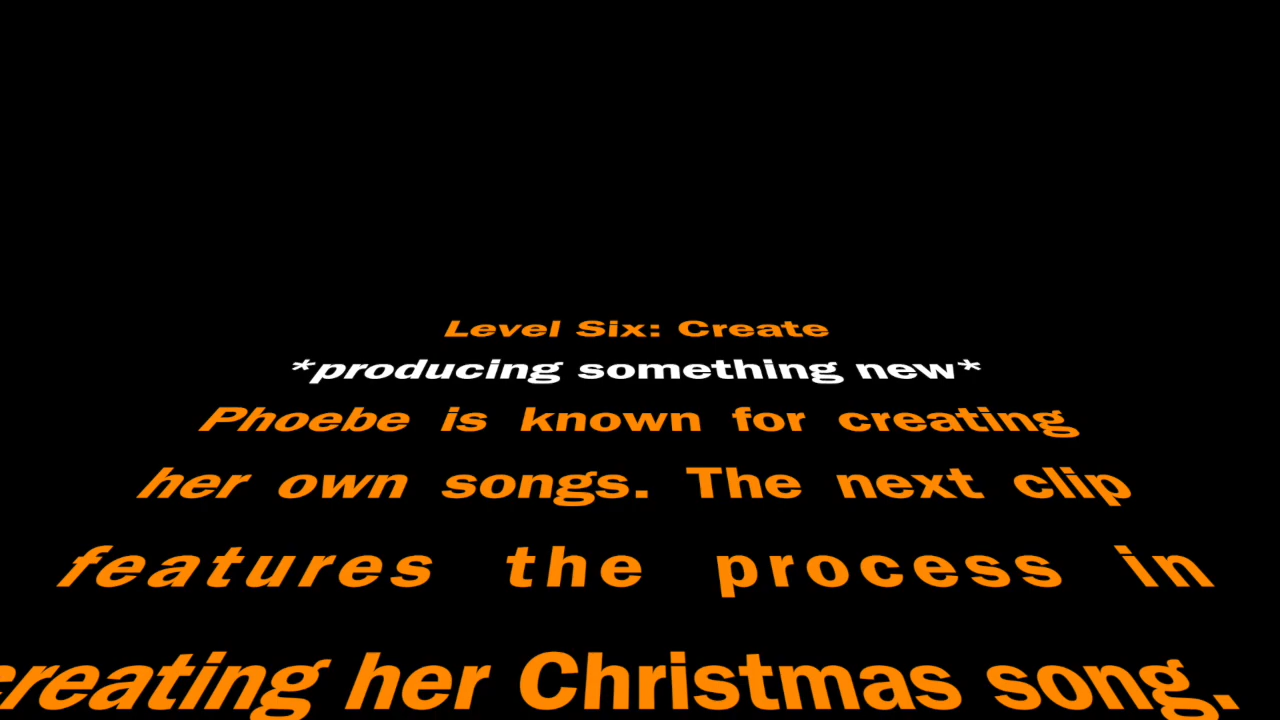 Level Six: Create
*producing something new*
Phoebe is known for creating
her own songs. The next clip
features the process in
creating her Christmas song.